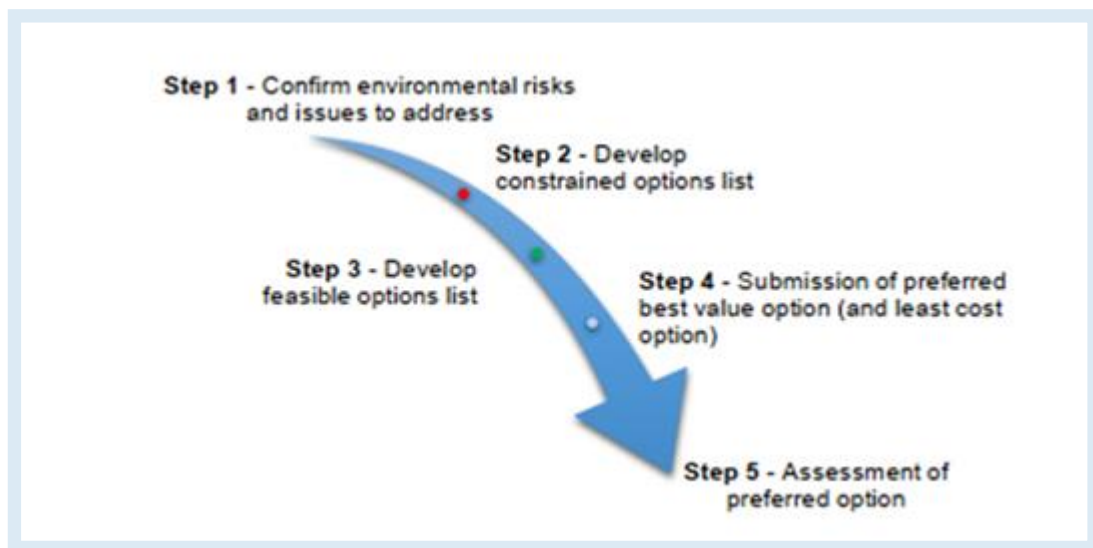 Step 1 - Confirm environmental risks
and issues to address
Step 2 - Develop
constrained options list
Step 3 - Develop
feasible options list
Step 4 - Submission of preferred
best value option (and least cost
option)
Step 5 - Assessment of
preferred option